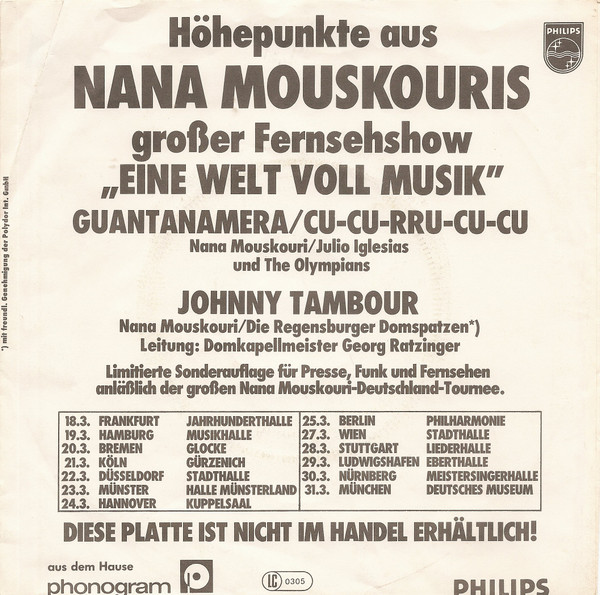 Höhepunkte aus
PHILIPS
NANA MOUSKOURIS
großer Fernsehshow
„EINE WELT VOLL MUSIK”
GUANTANAMERA/CU-CU-RRU-CU-CU
Nana Mouskouri/Julio Iglesias
und The Olympians
JOHNNY TAMBOUR
Nana Mouskouri/Die Regensburger Domspatzen*)
Leitung: Domkapellmeister Georg Ratzinger
Limitierte Sonderauflage für Presse, Funk und Fernsehen
anläßlich der großen Nana Mouskouri-Deutschland-Tournee.
18.3. FRANKFURT JAHRHUNDERTHALLE 25.3. BERLIN PHILHARMONIE
19.3. HAMBURG MUSIKHALLE 27.3. WIEN STADTHALLE
20.3. BREMEN GLOCKE 28.3. STUTTGART LIEDERHALLE
21.3. KÖLN GÜRZENICH 29.3. LUDWIGSHAFEN EBERTHALLE
22.3. DÜSSELDORF STADTHALLE 30.3. NÜRNBERG MEISTERSINGERHALLE
23.3. MÜNSTER HALLE MÜNSTERLAND 31.3. MÜNCHEN DEUTSCHES MUSEUM
24.3. HANNOVER KUPPELSAAL
DIESE PLATTE IST NICHT IM HANDEL ERHÄLTLICH!
aus dem Hause
phonogram p
LC 0305
PHILIPS
*) mit freundl. Genehmigung der Polydor Int. GmbH